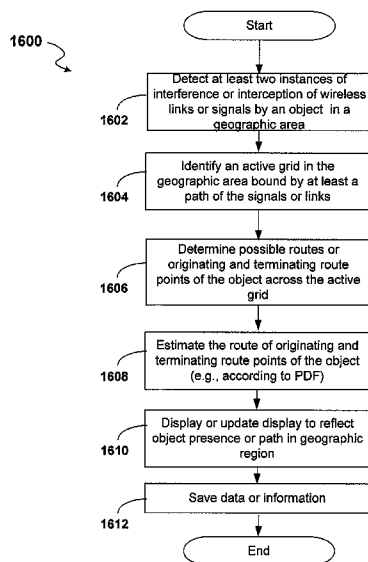 1600
Start
Detect at least two instances of
interference or interception of wireless
links or signals by an object in a
geographic area
1602
Identify an active grid in the
geographic area bound by at least a
path of the signals or links
1604
Determine possible routes or
originating and terminating route
points of the object across the active
grid
1606
Estimate the route of originating and
terminating route points of the object
(e.g., according to PDF)
1608
Display or update display to reflect
object presence or path in geographic
region
1610
Save data or information
1612
End